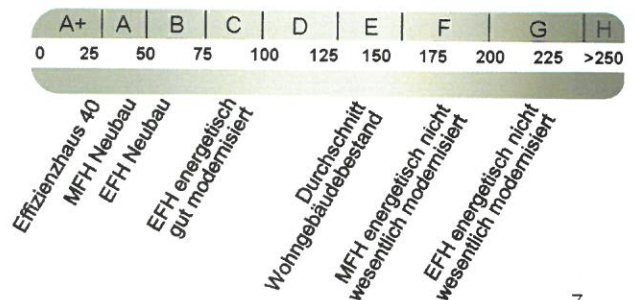 A+ A B C D E F G H
0 25 50 75 100 125 150 175 200 225 >250
Effizienzhaus 40
MFH Neubau
EFH Neubau
EFH energetisch
gut modernisiert
Durchschnitt
Wohngebäudebestand
MFH energetisch nicht
wesentlich modernisiert
EFH energetisch nicht
wesentlich modernisiert
7